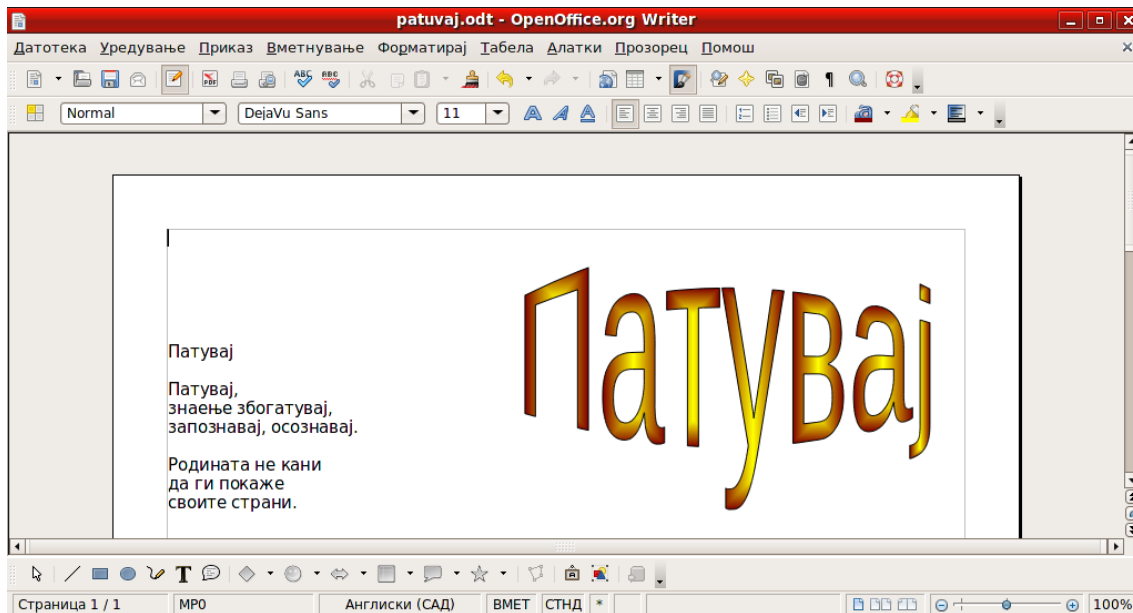 patuvaj.odt - OpenOffice.org Writer
Датотека Уредување Приказ Вметнување Форматирај Табела Алатки Прозорец Помош
Normal DejaVu Sans 11
Патувај
Патувај
Патувај,
знаење збогатувај,
запознавај, осознавај.
Родината не кани
да ги покаже
своите страни.
Страница 1 / 1 МР0 Англиски (САД) ВМЕТ СТНД * 100%